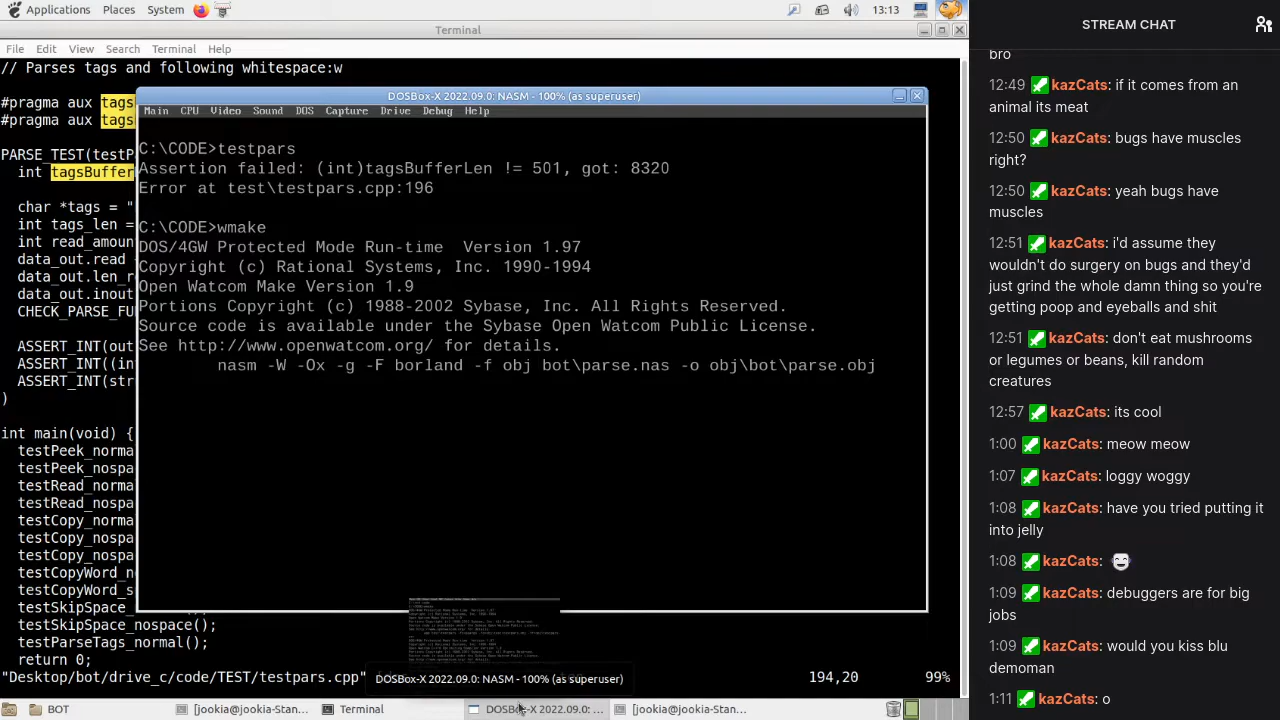 Applications Places System 13:13
Terminal
File Edit View Search Terminal Help
// Parses tags and following whitespace:w
#pragma aux tags
#pragma aux tags
PARSE_TEST(testP
int tagsBuffer
char *tags = "
int tags_len =
int read_amoun
data_out.read
data_out.len_r
data_out.inout
CHECK_PARSE_FU
ASSERT_INT(out
ASSERT_INT((in
ASSERT_INT(str
)
int main(void) {
testPeek_norma
testPeek_nospa
testRead_norma
testRead_nospa
testCopy_norma
testCopy_nospa
testCopy_nospa
testCopyWord_n
testCopyWord_s
testSkipSpace_
testSkipSpace_nospace();
testCopyTags_normal();
return 0;
"Desktop/bot/drive_c/code/TEST/testpars.cpp" 194,20 99%
DOSBox-X 2022.09.0: NASM - 100% (as superuser)
Main CPU Video Sound DOS Capture Drive Debug Help
C:\CODE>testpars
Assertion failed: (int)tagsBufferLen != 501, got: 8320
Error at test\testpars.cpp:196
C:\CODE>wmake
DOS/4GW Protected Mode Run-time Version 1.97
Copyright (c) Rational Systems, Inc. 1990-1994
Open Watcom Make Version 1.9
Portions Copyright (c) 1988-2002 Sybase, Inc. All Rights Reserved.
Source code is available under the Sybase Open Watcom Public License.
See http://www.openwatcom.org/ for details.
nasm -W -Ox -g -F borland -f obj bot\parse.nas -o obj\bot\parse.obj
DOSBox-X 2022.09.0: NASM - 100% (as superuser)
BOT [jookia@jookia-Stan... Terminal DOSBox-X 2022.09.0: ... [jookia@jookia-Stan...
STREAM CHAT
bro
12:49 kazCats: if it comes from an
animal its meat
12:50 kazCats: bugs have muscles
right?
12:50 kazCats: yeah bugs have
muscles
12:51 kazCats: i'd assume they
wouldn't do surgery on bugs and they'd
just grind the whole damn thing so you're
getting poop and eyeballs and shit
12:51 kazCats: don't eat mushrooms
or legumes or beans, kill random
creatures
12:57 kazCats: its cool
1:00 kazCats: meow meow
1:07 kazCats: loggy woggy
1:08 kazCats: have you tried putting it
into jelly
1:08 kazCats:
1:09 kazCats: debuggers are for big
jobs
1:09 kazCats: now you're like blu
demoman
1:11 kazCats: o